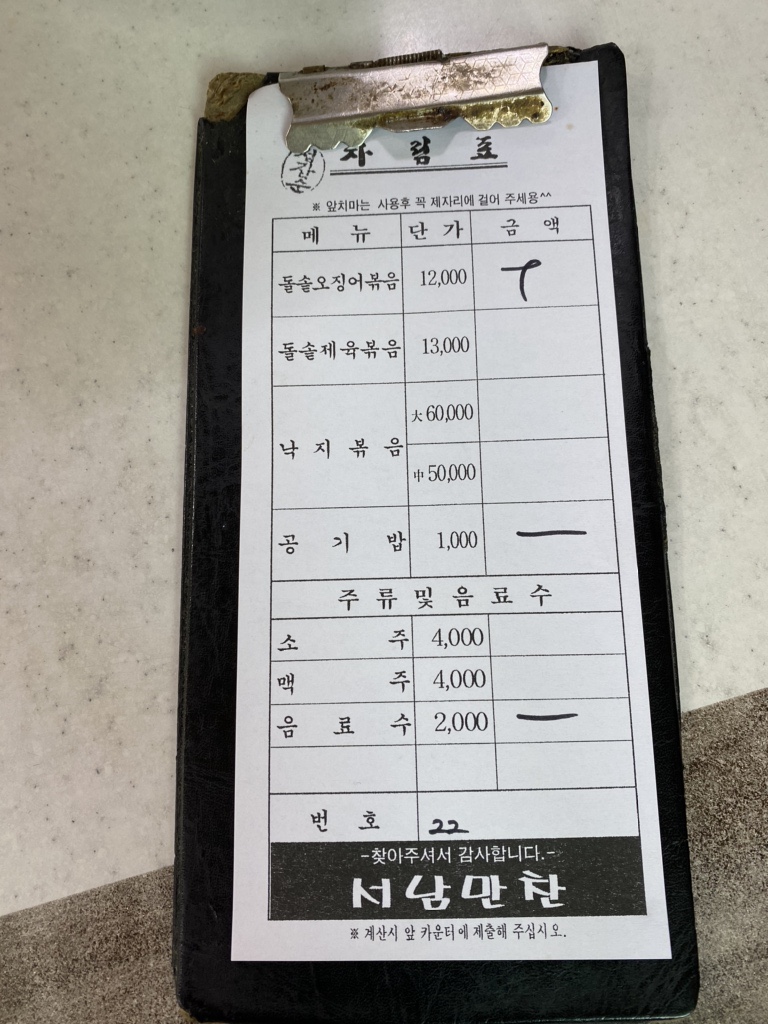 차 림 표
※ 앞치마는 사용후 꼭 제자리에 걸어 주세용^^
메 뉴 단 가 금 액
돌솥오징어볶음 12,000
돌솥제육볶음 13,000
낙 지 볶 음 大 60,000
中 50,000
공 기 밥 1,000
주 류 및 음 료 수
소 주 4,000
맥 주 4,000
음 료 수 2,000
번 호 22
-찾아주셔서 감사합니다.-
서남만찬
※ 계산시 앞 카운터에 제출해 주십시오.